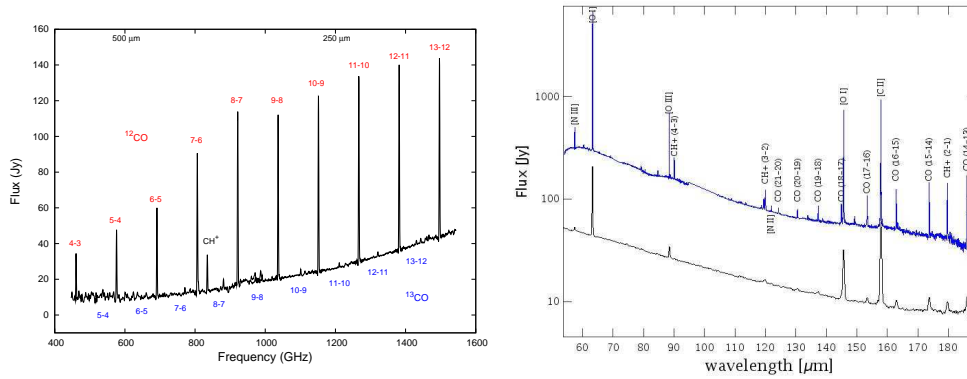 160
140
120
100
80
60
40
20
0
Flux (Jy)
400
600
800
1000
1200
1400
1600
Frequency (GHz)
500 μm
250 μm
12CO
4-3
5-4
6-5
7-6
CH+
8-7
9-8
10-9
11-10
12-11
13-12
5-4
6-5
7-6
8-7
9-8
10-9
11-10
12-11
13-12
13CO
1000
100
10
Flux [Jy]
60
70
80
90
100
110
120
130
140
150
160
170
180
wavelength [μm]
[N III]
[O I]
[O III]
CH+ (4-3)
CH+ (3-2)
[N II]
CO (21-20)
CO (20-19)
CO (19-18)
CO (18-17)
[O I]
CO (17-16)
[C II]
CO (16-15)
CO (15-14)
CH+ (2-1)
CO (14-13)